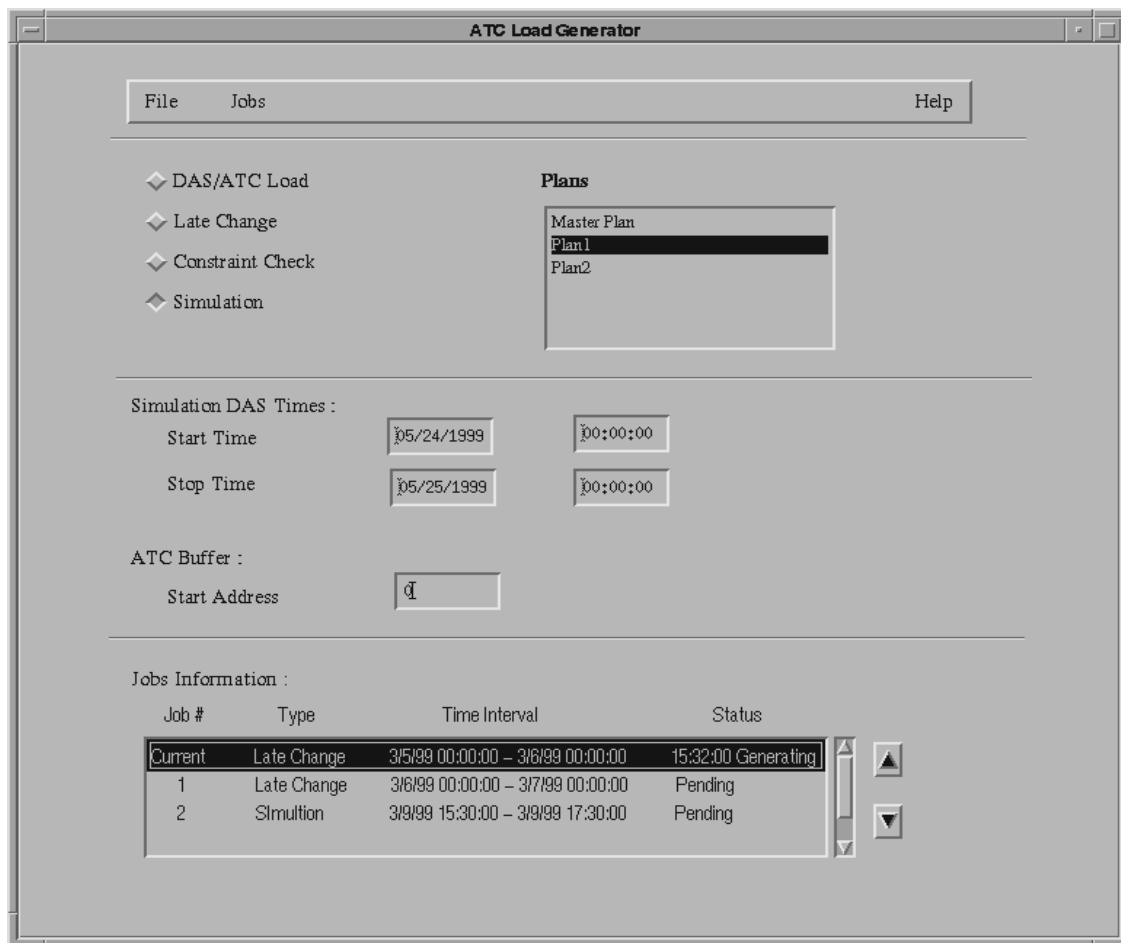 ATC Load Generator
File Jobs Help
DAS/ATC Load
Plans
Late Change
Constraint Check
Simulation
Master Plan
Plan1
Plan2
Simulation DAS Times :
Start Time 05/24/1999 00:00:00
Stop Time 05/25/1999 00:00:00
ATC Buffer :
Start Address 0
Jobs Information :
Job # Type Time Interval Status
Current Late Change 3/5/99 00:00:00 – 3/6/99 00:00:00 15:32:00 Generating
1 Late Change 3/6/99 00:00:00 – 3/7/99 00:00:00 Pending
2 SImultion 3/9/99 15:30:00 – 3/9/99 17:30:00 Pending